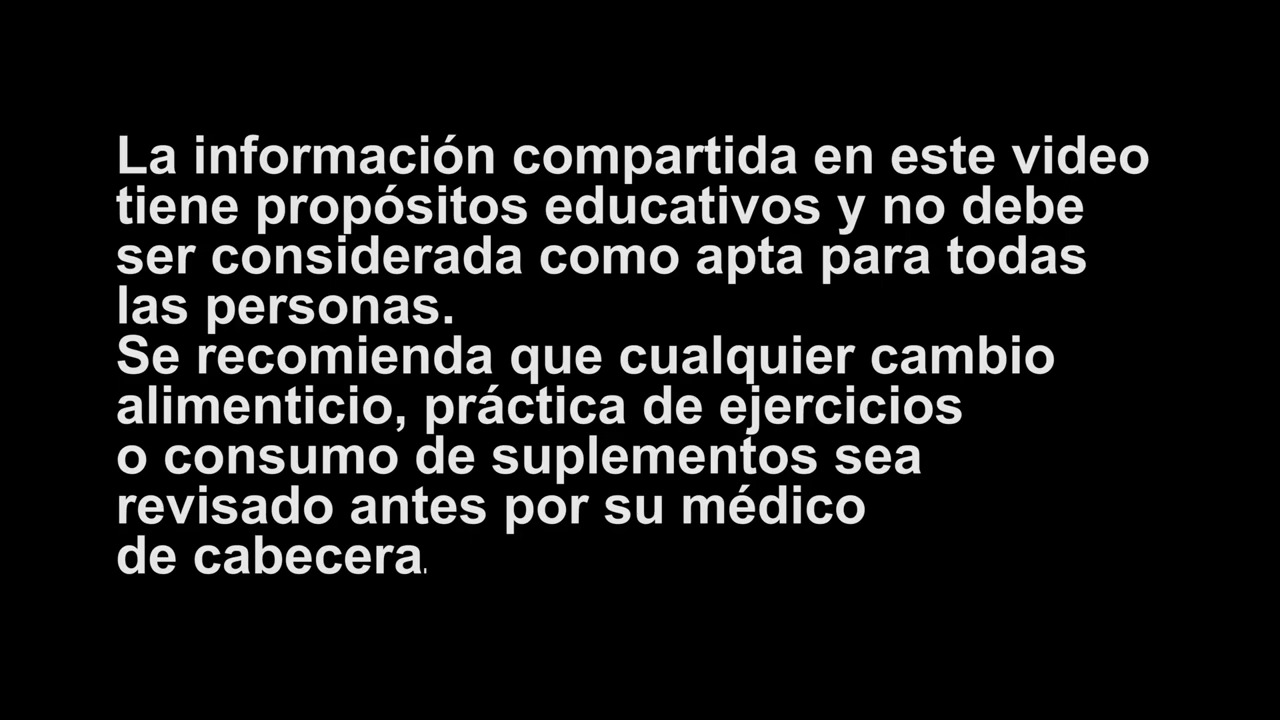 La información compartida en este video
tiene propósitos educativos y no debe
ser considerada como apta para todas
las personas.
Se recomienda que cualquier cambio
alimenticio, práctica de ejercicios
o consumo de suplementos sea
revisado antes por su médico
de cabecera.